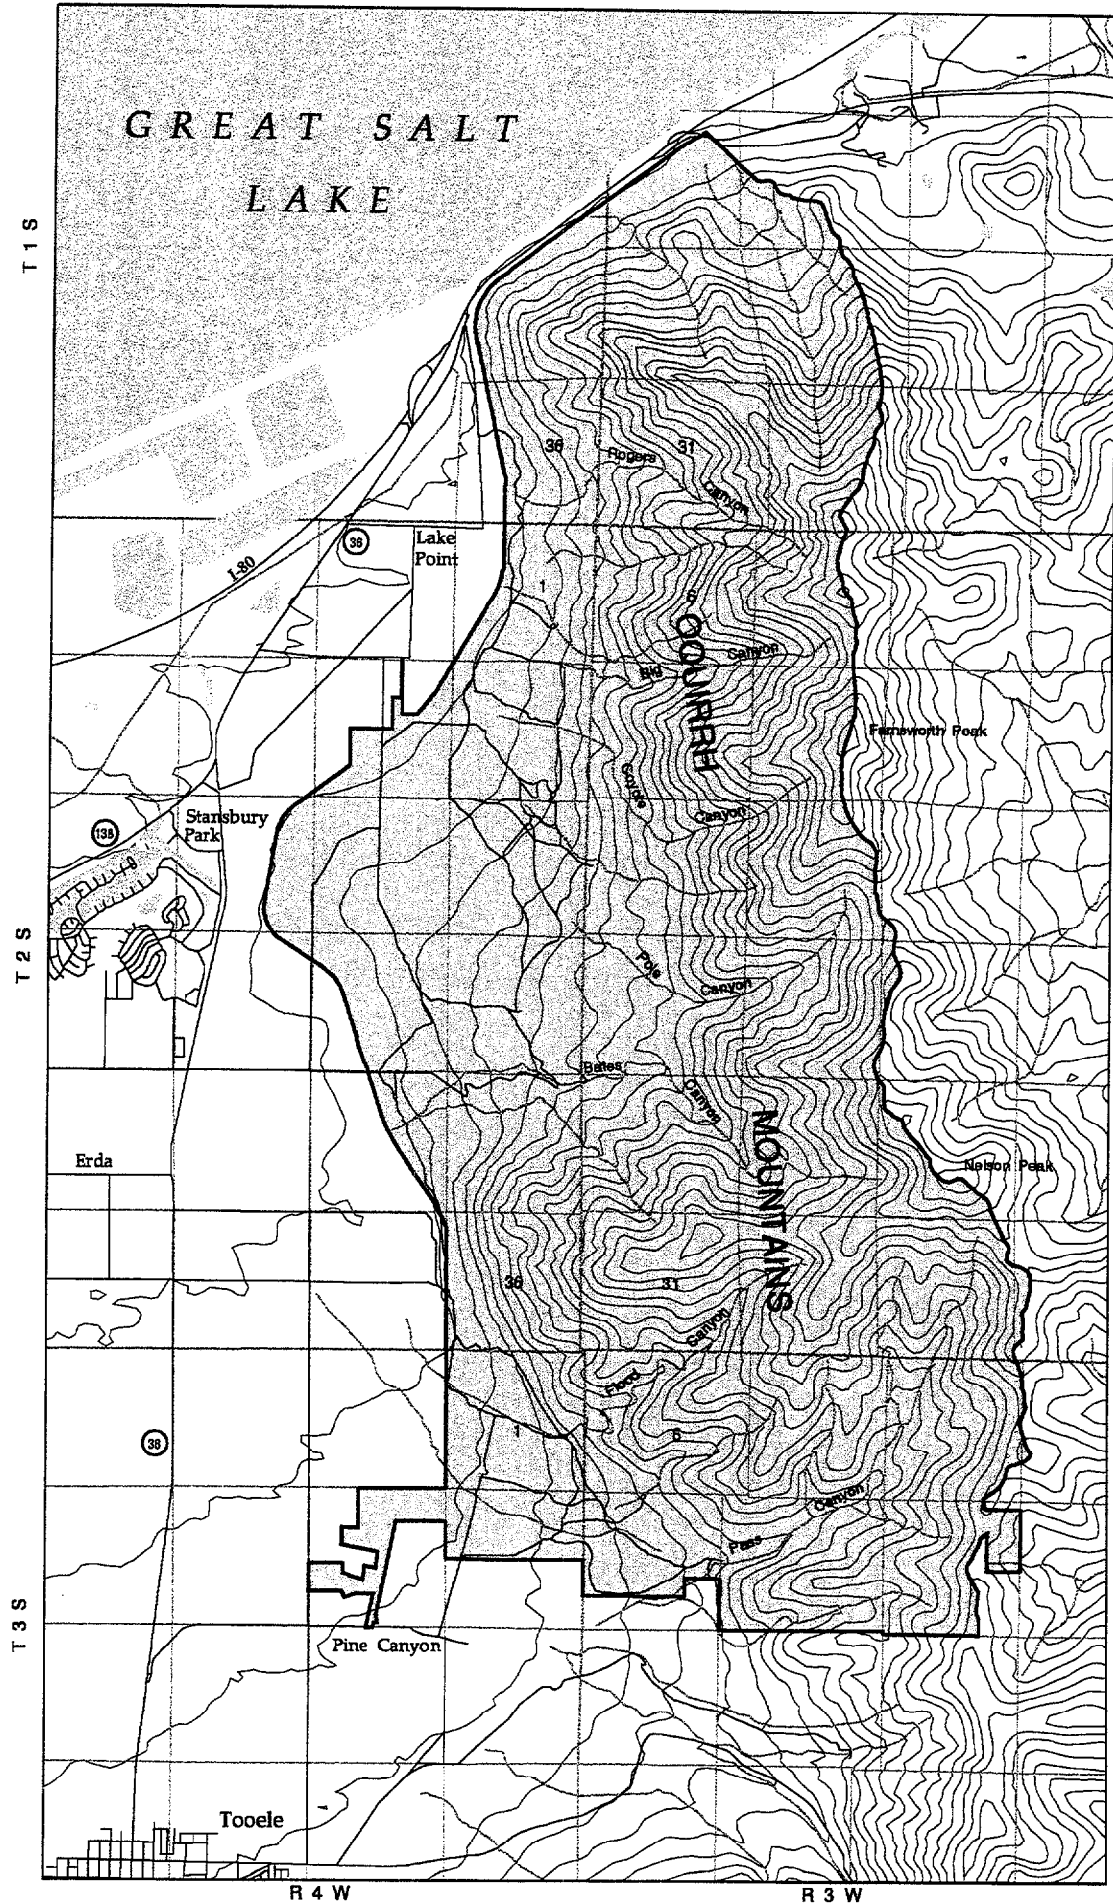 GREAT SALT
LAKE
T 1 S
36
31
Rogers
Canyon
36
Lake
Point
I-80
1
6
OQUIRRH
Canyon
Big
Farnsworth Peak
Coyote
Canyon
Stansbury
Park
138
T 2 S
Pole
Canyon
Bates
Canyon
MOUNTAINS
Erda
Nelson Peak
36
31
Canyon
Flood
1
6
36
Canyon
Pass
T 3 S
Pine Canyon
Tooele
R 4 W
R 3 W